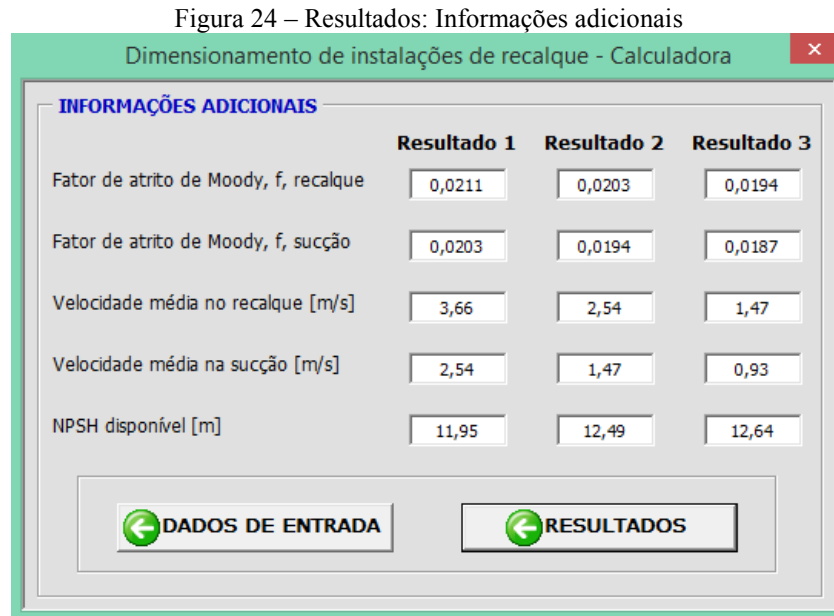 Figura 24 – Resultados: Informações adicionais
Dimensionamento de instalações de recalque - Calculadora
INFORMAÇÕES ADICIONAIS
Resultado 1 Resultado 2 Resultado 3
Fator de atrito de Moody, f, recalque 0,0211 0,0203 0,0194
Fator de atrito de Moody, f, sucção 0,0203 0,0194 0,0187
Velocidade média no recalque [m/s] 3,66 2,54 1,47
Velocidade média na sucção [m/s] 2,54 1,47 0,93
NPSH disponível [m] 11,95 12,49 12,64
DADOS DE ENTRADA RESULTADOS